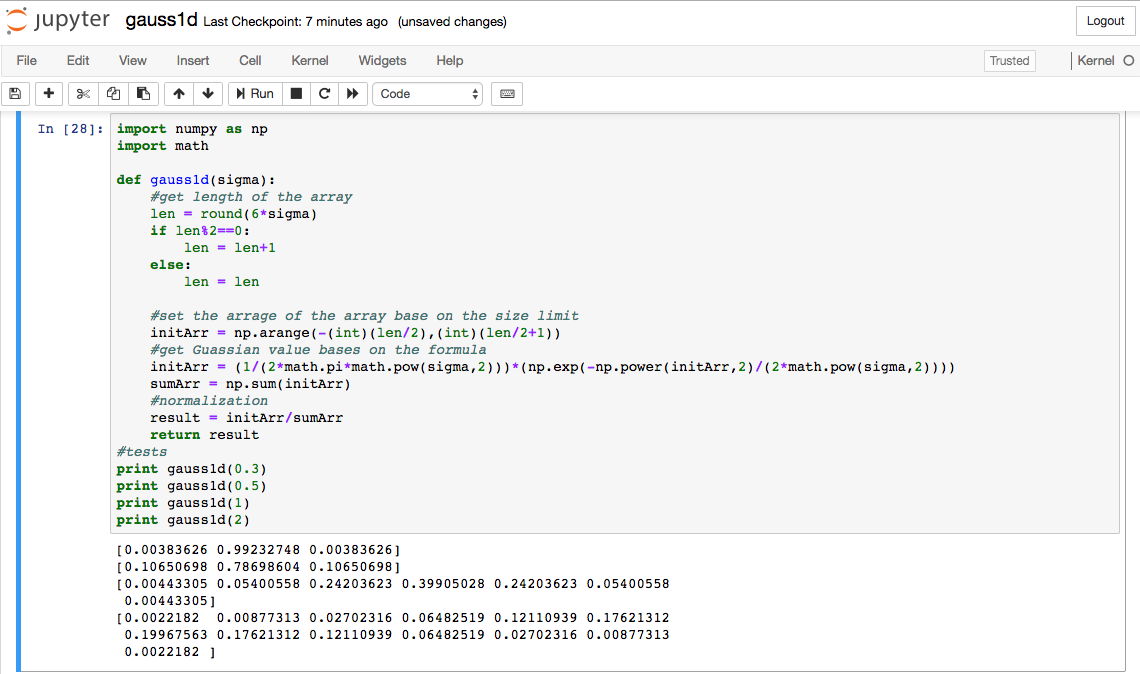 jupyter gauss1d Last Checkpoint: 7 minutes ago (unsaved changes)
Logout
File Edit View Insert Cell Kernel Widgets Help
Trusted Kernel
Run Code
In [28]:
import numpy as np
import math
def gauss1d(sigma):
    #get length of the array
    len = round(6*sigma)
    if len%2==0:
        len = len+1
    else:
        len = len
    #set the arrage of the array base on the size limit
    initArr = np.arange(-(int)(len/2),(int)(len/2+1))
    #get Guassian value bases on the formula
    initArr = (1/(2*math.pi*math.pow(sigma,2)))*(np.exp(-np.power(initArr,2)/(2*math.pow(sigma,2))))
    sumArr = np.sum(initArr)
    #normalization
    result = initArr/sumArr
    return result
#tests
print gauss1d(0.3)
print gauss1d(0.5)
print gauss1d(1)
print gauss1d(2)
[0.00383626 0.99232748 0.00383626]
[0.10650698 0.78698604 0.10650698]
[0.00443305 0.05400558 0.24203623 0.39905028 0.24203623 0.05400558
 0.00443305]
[0.0022182  0.00877313 0.02702316 0.06482519 0.12110939 0.17621312
 0.19967563 0.17621312 0.12110939 0.06482519 0.02702316 0.00877313
 0.0022182 ]